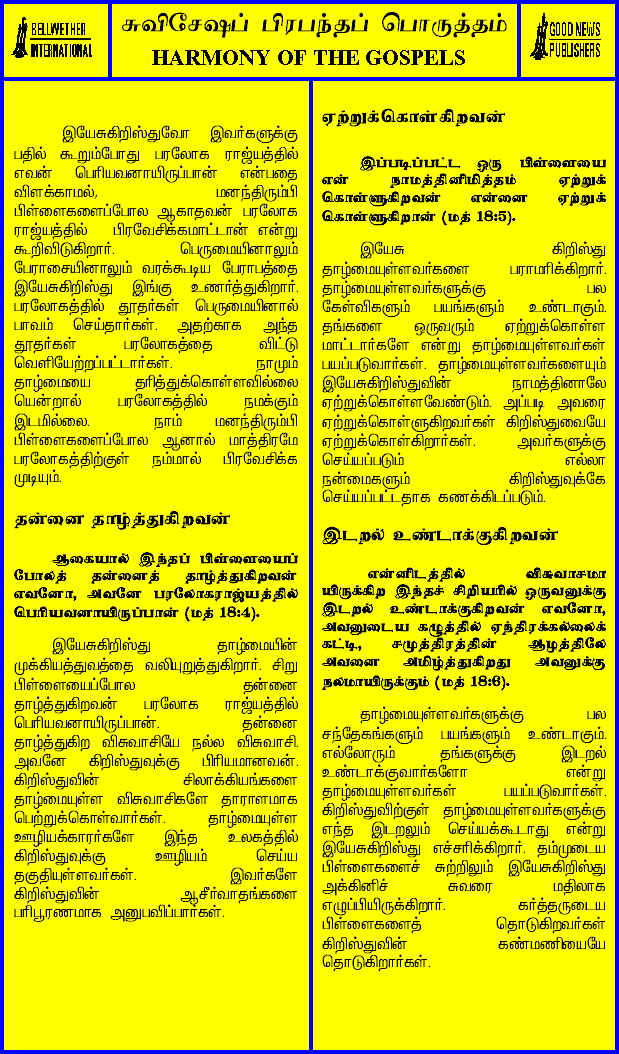 BELLWETHER
INTERNATIONAL
சுவிசேஷப் பிரபந்தப் பொருத்தம்
HARMONY OF THE GOSPELS
GOOD NEWS
PUBLISHERS
இயேசுகிறிஸ்துவோ இவர்களுக்கு
பதில் கூறும்போது பரலோக ராஜ்யத்தில்
எவன் பெரியவனாயிருப்பான் என்பதை
விளக்காமல், மனந்திரும்பி
பிள்ளைகளைப்போல ஆகாதவன் பரலோக
ராஜ்யத்தில் பிரவேசிக்கமாட்டான் என்று
கூறிவிடுகிறார். பெருமையினாலும்
பேராசையினாலும் வரக்கூடிய பேராபத்தை
இயேசுகிறிஸ்து இங்கு உணர்த்துகிறார்.
பரலோகத்தில் தூதர்கள் பெருமையினால்
பாவம் செய்தார்கள். அதற்காக அந்த
தூதர்கள் பரலோகத்தை விட்டு
வெளியேற்றப்பட்டார்கள். நாமும்
தாழ்மையை தரித்துக்கொள்ளவில்லை
யென்றால் பரலோகத்தில் நமக்கும்
இடமில்லை. நாம் மனந்திரும்பி
பிள்ளைகளைப்போல ஆனால் மாத்திரமே
பரலோகத்திற்குள் நம்மால் பிரவேசிக்க
முடியும்.
தன்னை தாழ்த்துகிறவன்
ஆகையால் இந்தப் பிள்ளையைப்
போலத் தன்னைத் தாழ்த்துகிறவன்
எவனோ, அவனே பரலோகராஜ்யத்தில்
பெரியவனாயிருப்பான் (மத் 18:4).
இயேசுகிறிஸ்து தாழ்மையின்
முக்கியத்துவத்தை வலியுறுத்துகிறார். சிறு
பிள்ளையைப்போல தன்னை
தாழ்த்துகிறவன் பரலோக ராஜ்யத்தில்
பெரியவனாயிருப்பான். தன்னை
தாழ்த்துகிற விசுவாசியே நல்ல விசுவாசி.
அவனே கிறிஸ்துவுக்கு பிரியமானவன்.
கிறிஸ்துவின் சிலாக்கியங்களை
தாழ்மையுள்ள விசுவாசிகளே தாராளமாக
பெற்றுக்கொள்வார்கள். தாழ்மையுள்ள
ஊழியக்காரர்களே இந்த உலகத்தில்
கிறிஸ்துவுக்கு ஊழியம் செய்ய
தகுதியுள்ளவர்கள். இவர்களே
கிறிஸ்துவின் ஆசீர்வாதங்களை
பரிபூரணமாக அனுபவிப்பார்கள்.
ஏற்றுக்கொள்கிறவன்
இப்படிப்பட்ட ஒரு பிள்ளையை
என் நாமத்தினிமித்தம் ஏற்றுக்
கொள்ளுகிறவன் என்னை ஏற்றுக்
கொள்ளுகிறான் (மத் 18:5).
இயேசு கிறிஸ்து
தாழ்மையுள்ளவர்களை பராமரிக்கிறார்.
தாழ்மையுள்ளவர்களுக்கு பல
கேள்விகளும் பயங்களும் உண்டாகும்.
தங்களை ஒருவரும் ஏற்றுக்கொள்ள
மாட்டார்களே என்று தாழ்மையுள்ளவர்கள்
பயப்படுவார்கள். தாழ்மையுள்ளவர்களையும்
இயேசுகிறிஸ்துவின் நாமத்தினாலே
ஏற்றுக்கொள்ளவேண்டும். அப்படி அவரை
ஏற்றுக்கொள்ளுகிறவர்கள் கிறிஸ்துவையே
ஏற்றுக்கொள்கிறார்கள். அவர்களுக்கு
செய்யப்படும் எல்லா
நன்மைகளும் கிறிஸ்துவுக்கே
செய்யப்பட்டதாக கணக்கிடப்படும்.
இடறல் உண்டாக்குகிறவன்
என்னிடத்தில் விசுவாசமா
யிருக்கிற இந்தச் சிறியரில் ஒருவனுக்கு
இடறல் உண்டாக்குகிறவன் எவனோ,
அவனுடைய கழுத்தில் ஏந்திரக்கல்லைக்
கட்டி, சமுத்திரத்தின் ஆழத்திலே
அவனை அமிழ்த்துகிறது அவனுக்கு
நலமாயிருக்கும் (மத் 18:6).
தாழ்மையுள்ளவர்களுக்கு பல
சந்தேகங்களும் பயங்களும் உண்டாகும்.
எல்லோரும் தங்களுக்கு இடறல்
உண்டாக்குவார்களோ என்று
தாழ்மையுள்ளவர்கள் பயப்படுவார்கள்.
கிறிஸ்துவிற்குள் தாழ்மையுள்ளவர்களுக்கு
எந்த இடறலும் செய்யக்கூடாது என்று
இயேசுகிறிஸ்து எச்சரிக்கிறார். தம்முடைய
பிள்ளைகளைச் சுற்றிலும் இயேசுகிறிஸ்து
அக்கினிச் சுவரை மதிலாக
எழுப்பியிருக்கிறார். கர்த்தருடைய
பிள்ளைகளைத் தொடுகிறவர்கள்
கிறிஸ்துவின் கண்மணியையே
தொடுகிறார்கள்.